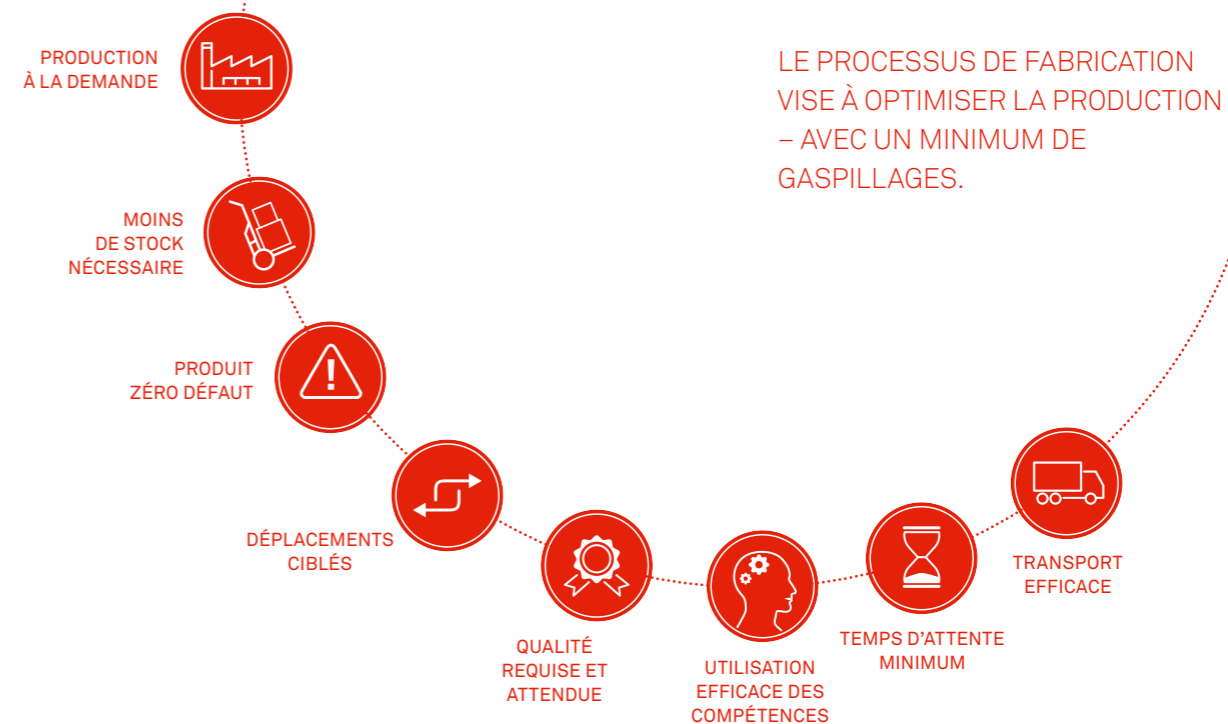 PRODUCTION
À LA DEMANDE
LE PROCESSUS DE FABRICATION
VISE À OPTIMISER LA PRODUCTION
– AVEC UN MINIMUM DE
GASPILLAGES.
MOINS
DE STOCK
NÉCESSAIRE
PRODUIT
ZÉRO DÉFAUT
DÉPLACEMENTS
CIBLÉS
QUALITÉ
REQUISE ET
ATTENDUE
UTILISATION
EFFICACE DES
COMPÉTENCES
TEMPS D'ATTENTE
MINIMUM
TRANSPORT
EFFICACE